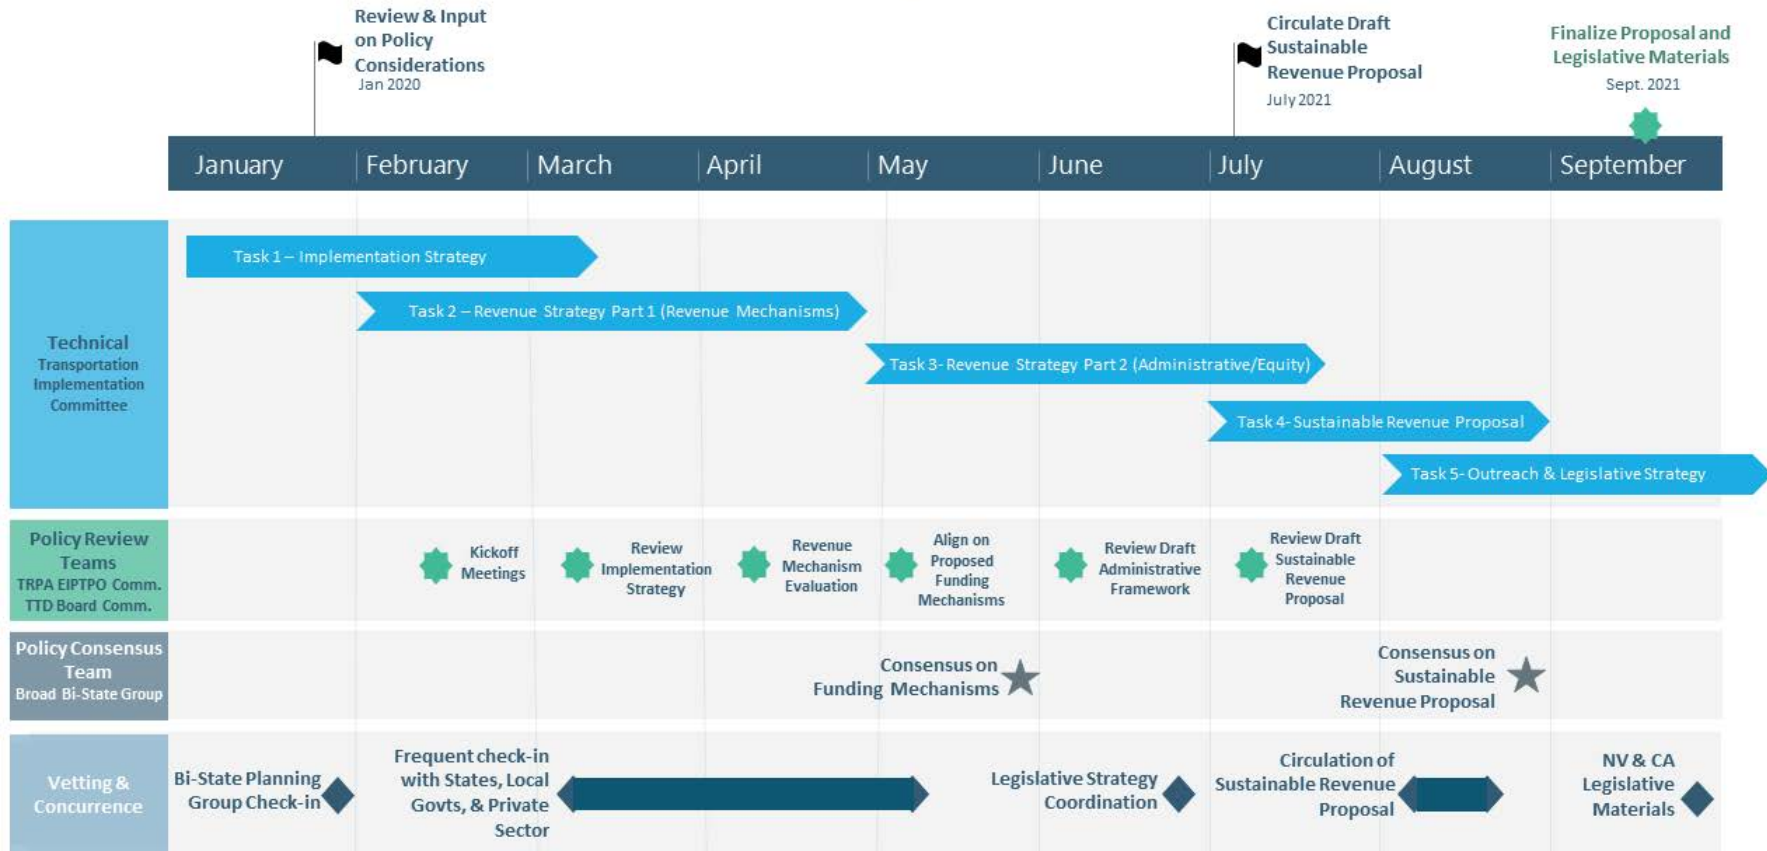 Review & Input
on Policy
Considerations
Jan 2020
Circulate Draft
Sustainable
Revenue Proposal
July 2021
Finalize Proposal and
Legislative Materials
Sept. 2021
January
February
March
April
May
June
July
August
September
Technical
Transportation
Implementation
Committee
Task 1 – Implementation Strategy
Task 2 – Revenue Strategy Part 1 (Revenue Mechanisms)
Task 3- Revenue Strategy Part 2 (Administrative/Equity)
Task 4- Sustainable Revenue Proposal
Task 5- Outreach & Legislative Strategy
Policy Review
Teams
TRPA EIPTPO Comm.
TTD Board Comm.
Kickoff
Meetings
Review
Implementation
Strategy
Revenue
Mechanism
Evaluation
Align on
Proposed
Funding
Mechanisms
Review Draft
Administrative
Framework
Review Draft
Sustainable
Revenue
Proposal
Policy Consensus
Team
Broad Bi-State Group
Consensus on
Funding Mechanisms
Consensus on
Sustainable
Revenue Proposal
Vetting &
Concurrence
Bi-State Planning
Group Check-in
Frequent check-in
with States, Local
Govts, & Private
Sector
Legislative Strategy
Coordination
Circulation of
Sustainable Revenue
Proposal
NV & CA
Legislative
Materials